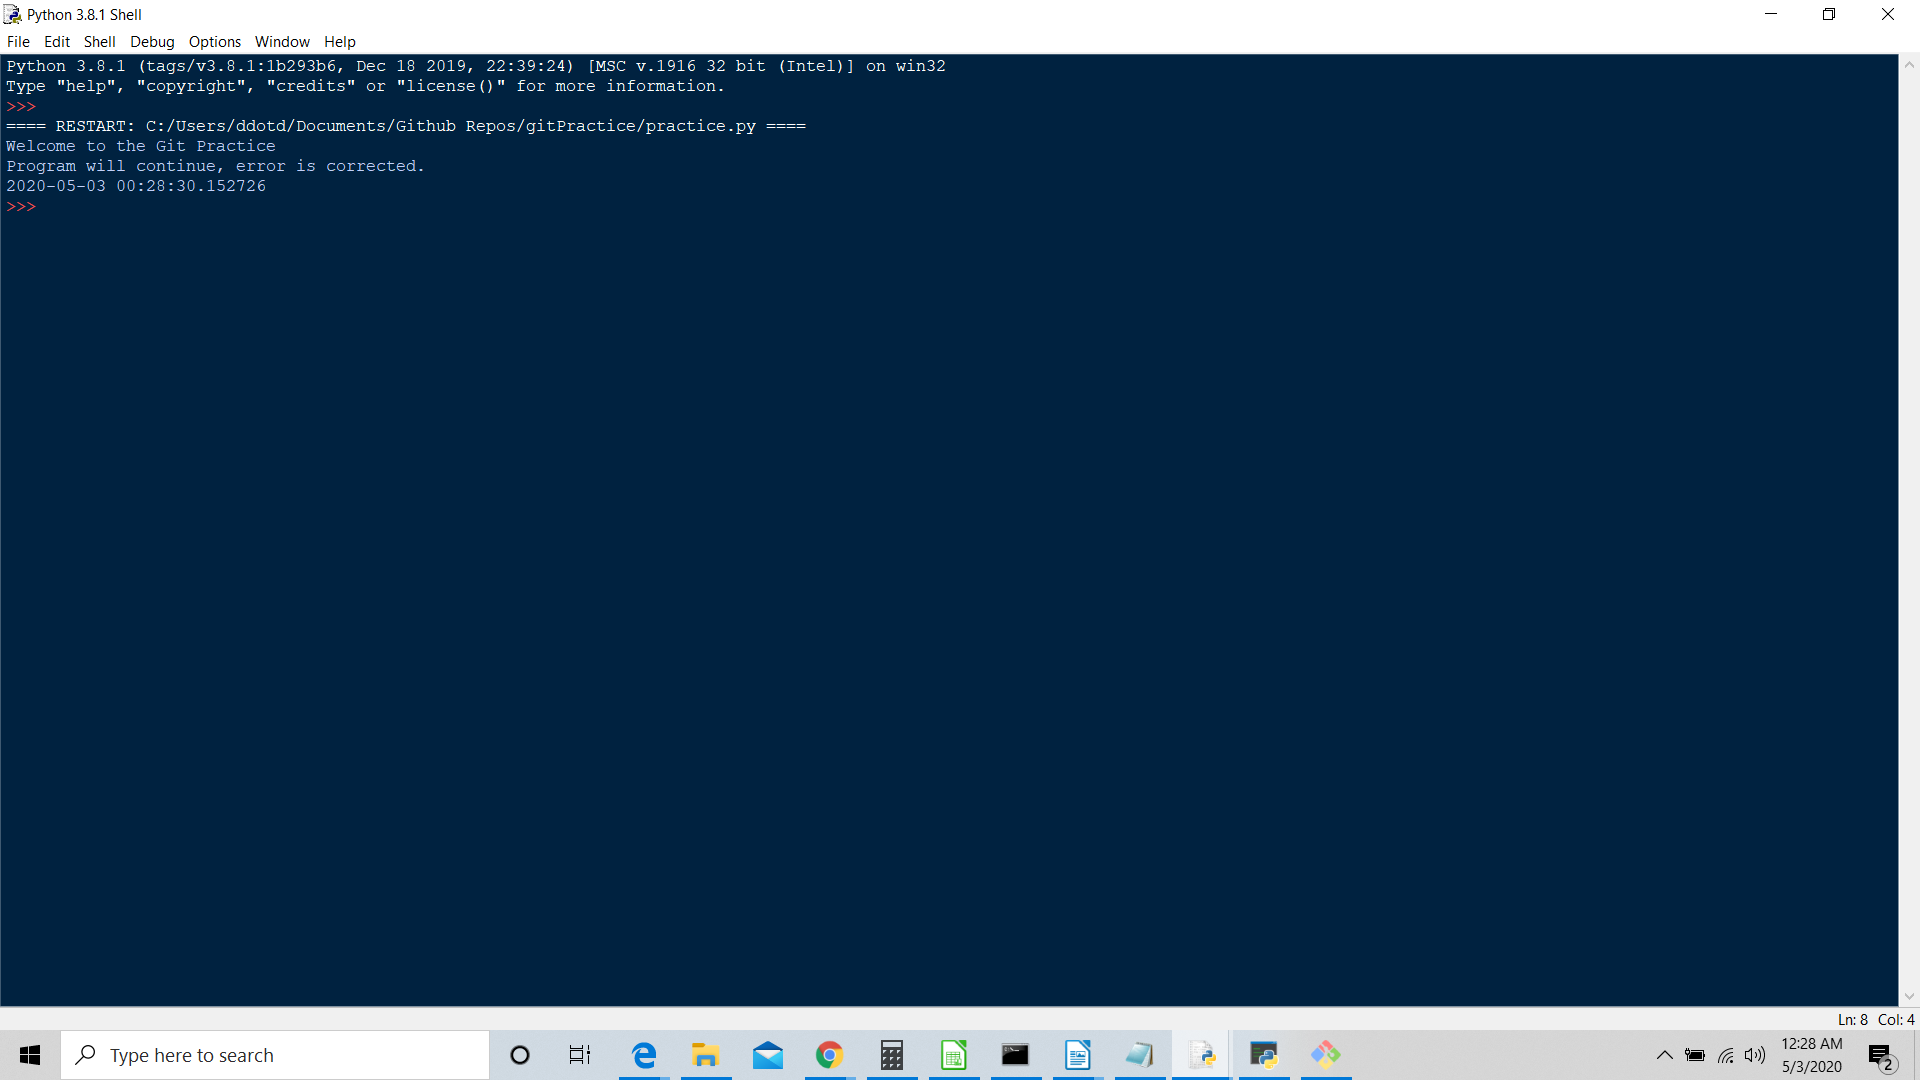 Python 3.8.1 Shell
File Edit Shell Debug Options Window Help
Python 3.8.1 (tags/v3.8.1:1b293b6, Dec 18 2019, 22:39:24) [MSC v.1916 32 bit (Intel)] on win32
Type "help", "copyright", "credits" or "license()" for more information.
>>>
==== RESTART: C:/Users/ddotd/Documents/Github Repos/gitPractice/practice.py ====
Welcome to the Git Practice
Program will continue, error is corrected.
2020-05-03 00:28:30.152726
>>>
Ln: 8 Col: 4
Type here to search
12:28 AM
5/3/2020
2